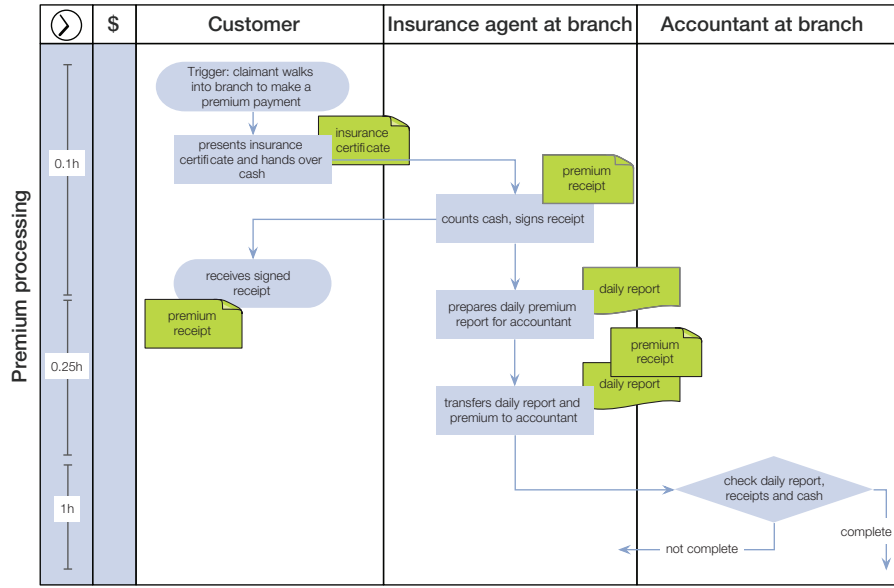 $
Customer
Insurance agent at branch
Accountant at branch
Premium processing
Trigger: claimant walks
into branch to make a
premium payment
insurance
certificate
presents insurance
certificate and hands over
cash
0.1h
premium
receipt
counts cash, signs receipt
receives signed
receipt
daily report
prepares daily premium
report for accountant
premium
receipt
premium
receipt
0.25h
daily report
transfers daily report and
premium to accountant
check daily report,
receipts and cash
1h
complete
not complete